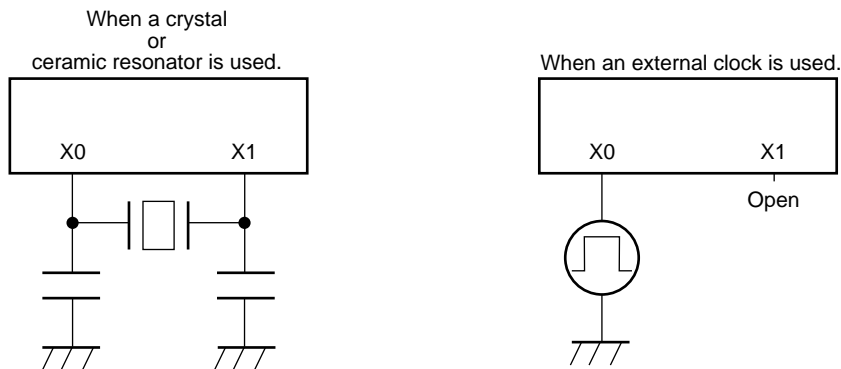 When a crystal
or
ceramic resonator is used.
X0
X1
When an external clock is used.
X0
X1
Open